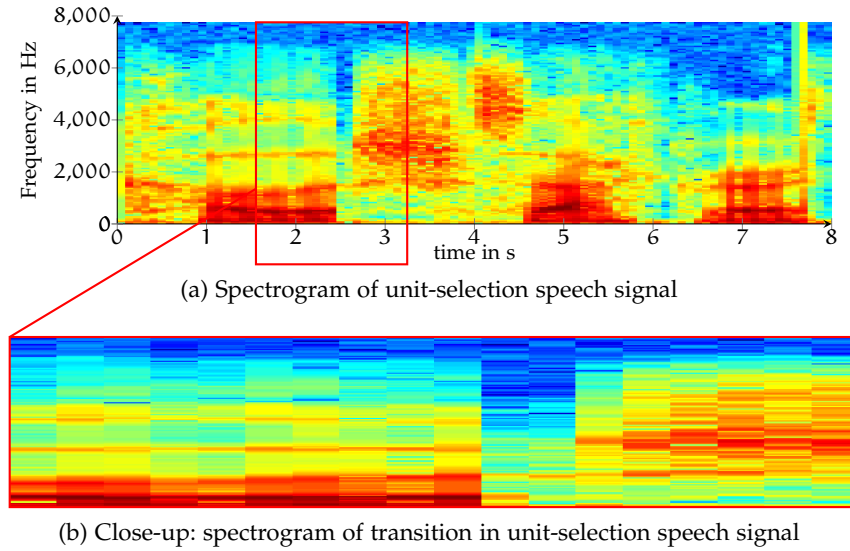 8,000
6,000
4,000
2,000
0
Frequency in Hz
0 1 2 3 4 5 6 7 8
time in s
(a) Spectrogram of unit-selection speech signal
(b) Close-up: spectrogram of transition in unit-selection speech signal